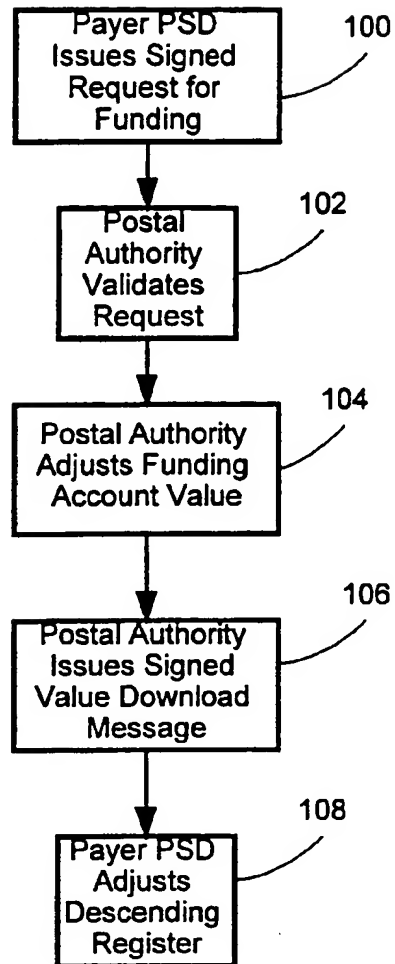 Payer PSD
Issues Signed
Request for
Funding
100
Postal
Authority
Validates
Request
102
Postal Authority
Adjusts Funding
Account Value
104
Postal Authority
Issues Signed
Value Download
Message
106
Payer PSD
Adjusts
Descending
Register
108